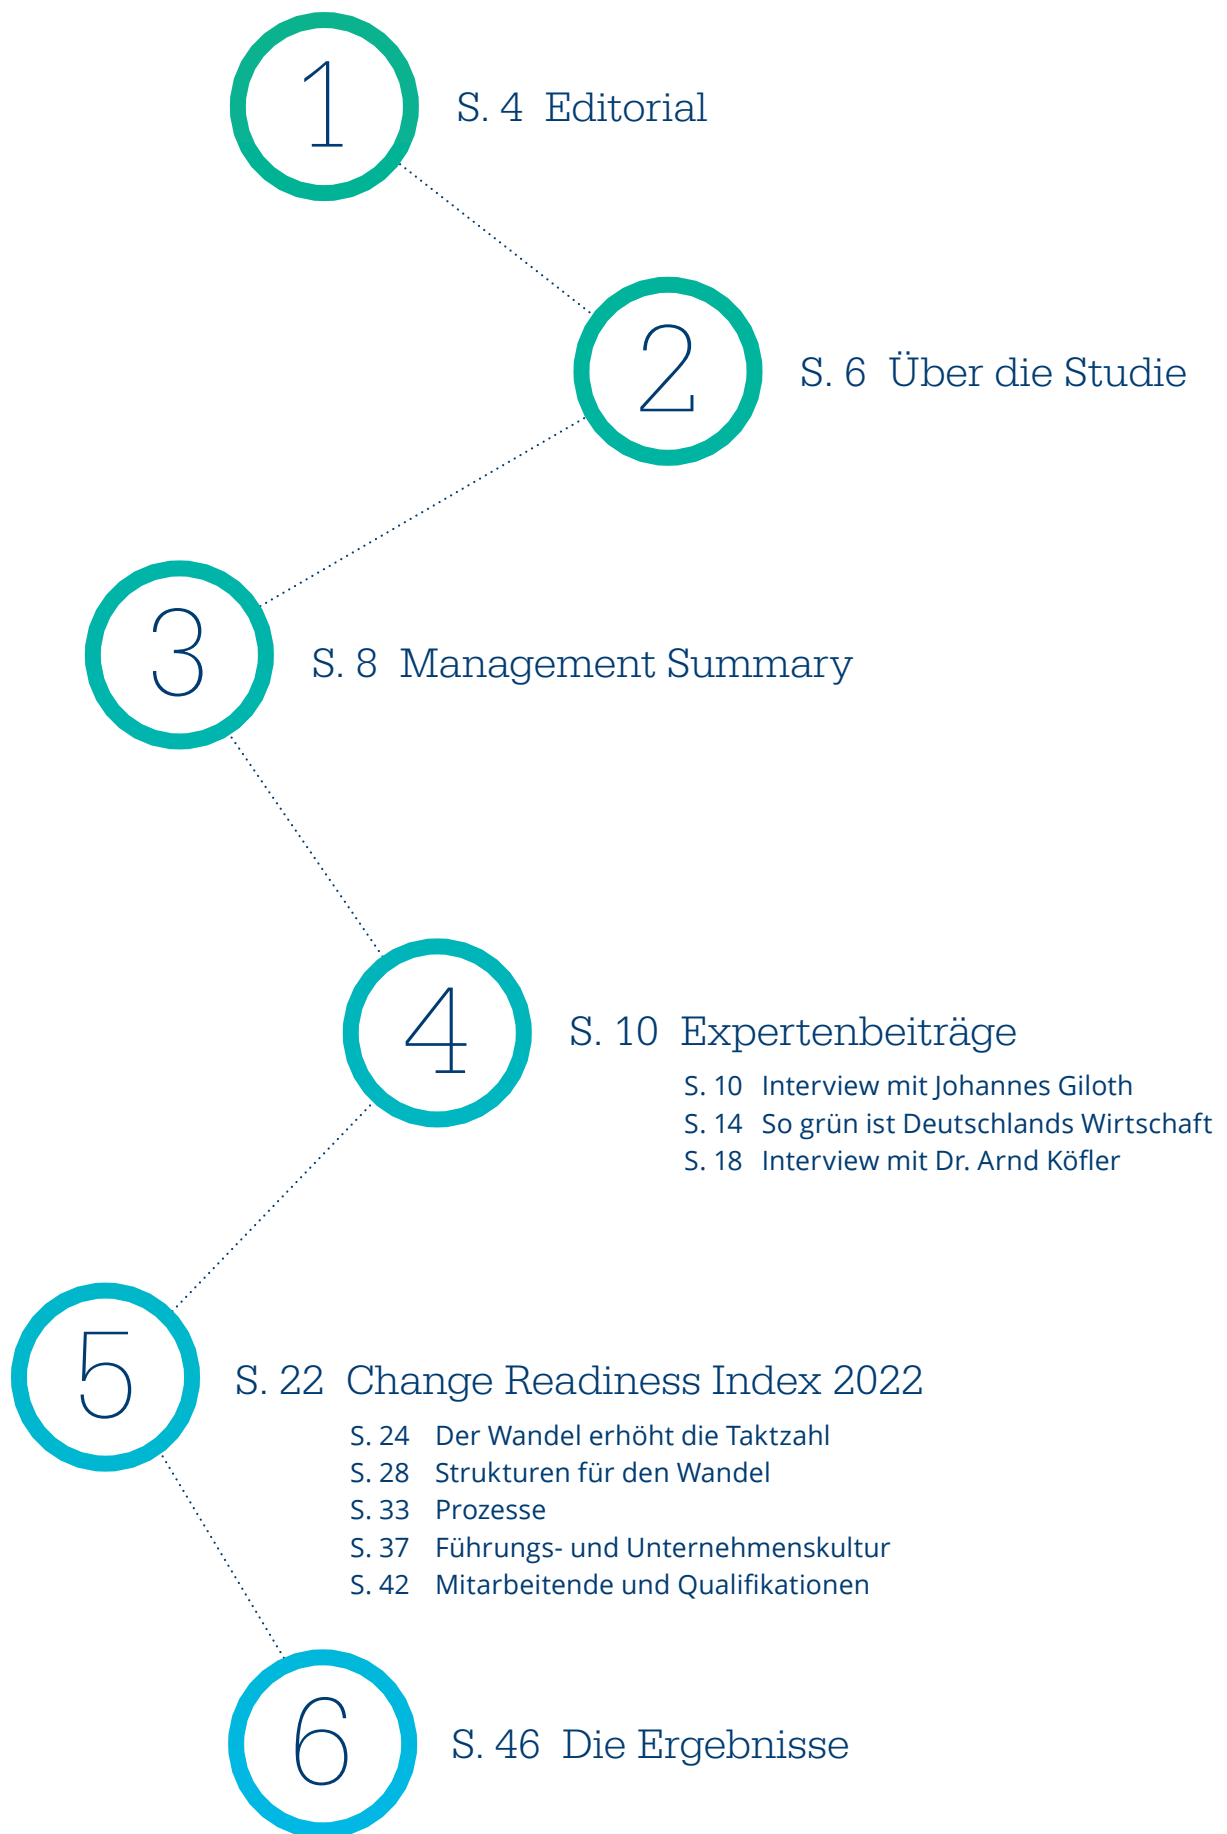 1
S. 4 Editorial
2
S. 6 Über die Studie
3
S. 8 Management Summary
4
S. 10 Expertenbeiträge
S. 10 Interview mit Johannes Giloth
S. 14 So grün ist Deutschlands Wirtschaft
S. 18 Interview mit Dr. Arnd Köfler
5
S. 22 Change Readiness Index 2022
S. 24 Der Wandel erhöht die Taktzahl
S. 28 Strukturen für den Wandel
S. 33 Prozesse
S. 37 Führungs- und Unternehmenskultur
S. 42 Mitarbeitende und Qualifikationen
6
S. 46 Die Ergebnisse